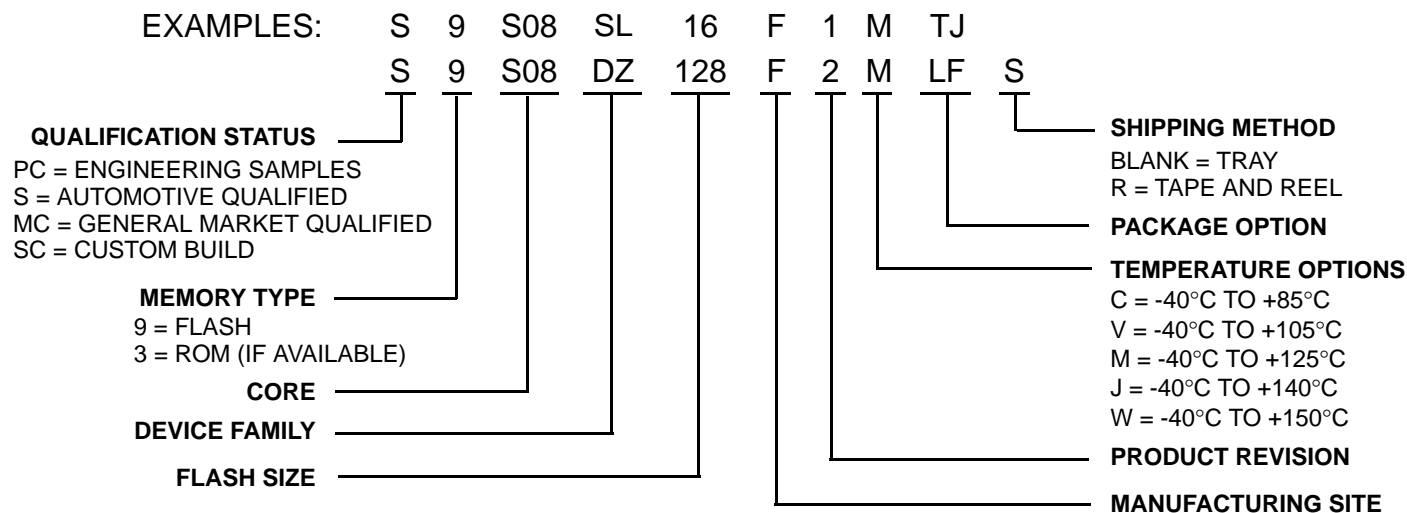 EXAMPLES: S 9 S08 SL 16 F 1 M TJ
S 9 S08 DZ 128 F 2 M LF S
QUALIFICATION STATUS
PC = ENGINEERING SAMPLES
S = AUTOMOTIVE QUALIFIED
MC = GENERAL MARKET QUALIFIED
SC = CUSTOM BUILD
MEMORY TYPE
9 = FLASH
3 = ROM (IF AVAILABLE)
CORE
DEVICE FAMILY
FLASH SIZE
SHIPPING METHOD
BLANK = TRAY
R = TAPE AND REEL
PACKAGE OPTION
TEMPERATURE OPTIONS
C = -40°C TO +85°C
V = -40°C TO +105°C
M = -40°C TO +125°C
J = -40°C TO +140°C
W = -40°C TO +150°C
PRODUCT REVISION
MANUFACTURING SITE